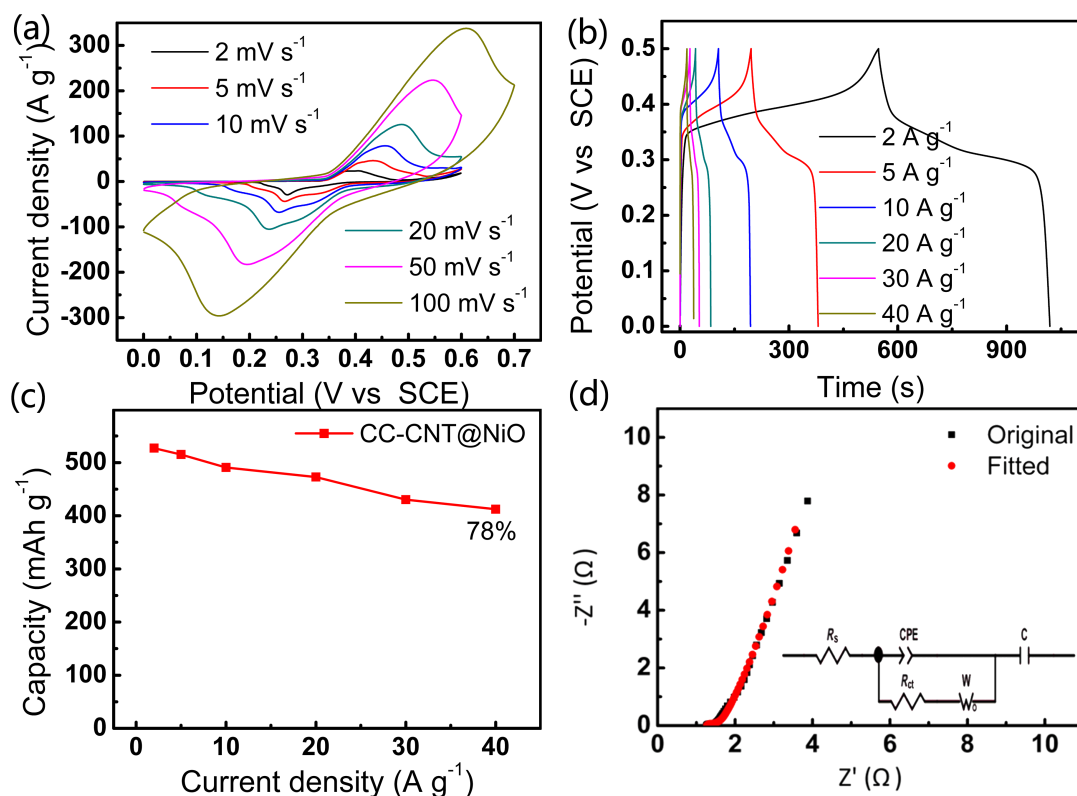 (a)
300
200
100
0
-100
-200
-300
Current density (A g⁻¹)
2 mV s⁻¹
5 mV s⁻¹
10 mV s⁻¹
20 mV s⁻¹
50 mV s⁻¹
100 mV s⁻¹
0.0 0.1 0.2 0.3 0.4 0.5 0.6 0.7
Potential (V vs SCE)
(b)
0.5
0.4
0.3
0.2
0.1
0.0
Potential (V vs SCE)
2 A g⁻¹
5 A g⁻¹
10 A g⁻¹
20 A g⁻¹
30 A g⁻¹
40 A g⁻¹
0 300 600 900
Time (s)
(c)
500
400
300
200
100
0
Capacity (mAh g⁻¹)
CC-CNT@NiO
78%
0 10 20 30 40
Current density (A g⁻¹)
(d)
10
8
6
4
2
0
-Z'' (Ω)
Original
Fitted
Rs
CPE
C
Rct
W
o
0 2 4 6 8 10
Z' (Ω)